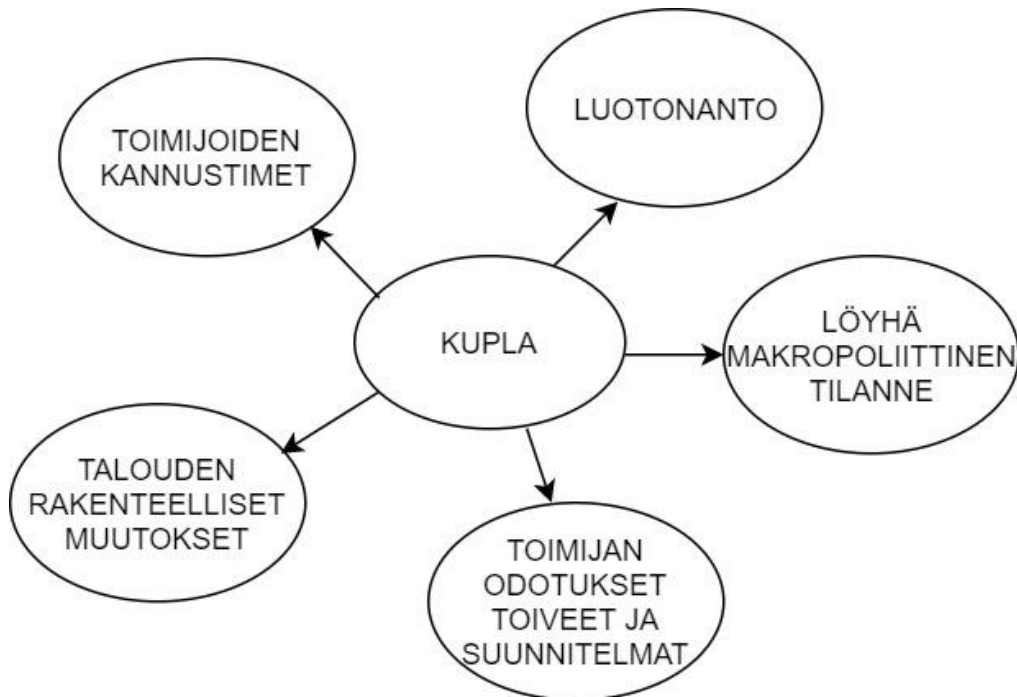 TOIMIJOIDEN
KANNUSTIMET
LUOTONANTO
KUPLA
LÖYHÄ
MAKROPOLIITTINEN
TILANNE
TALOUDEN
RAKENTEELLISET
MUUTOKSET
TOIMIJAN
ODOTUKSET
TOIVEET JA
SUUNNITELMAT